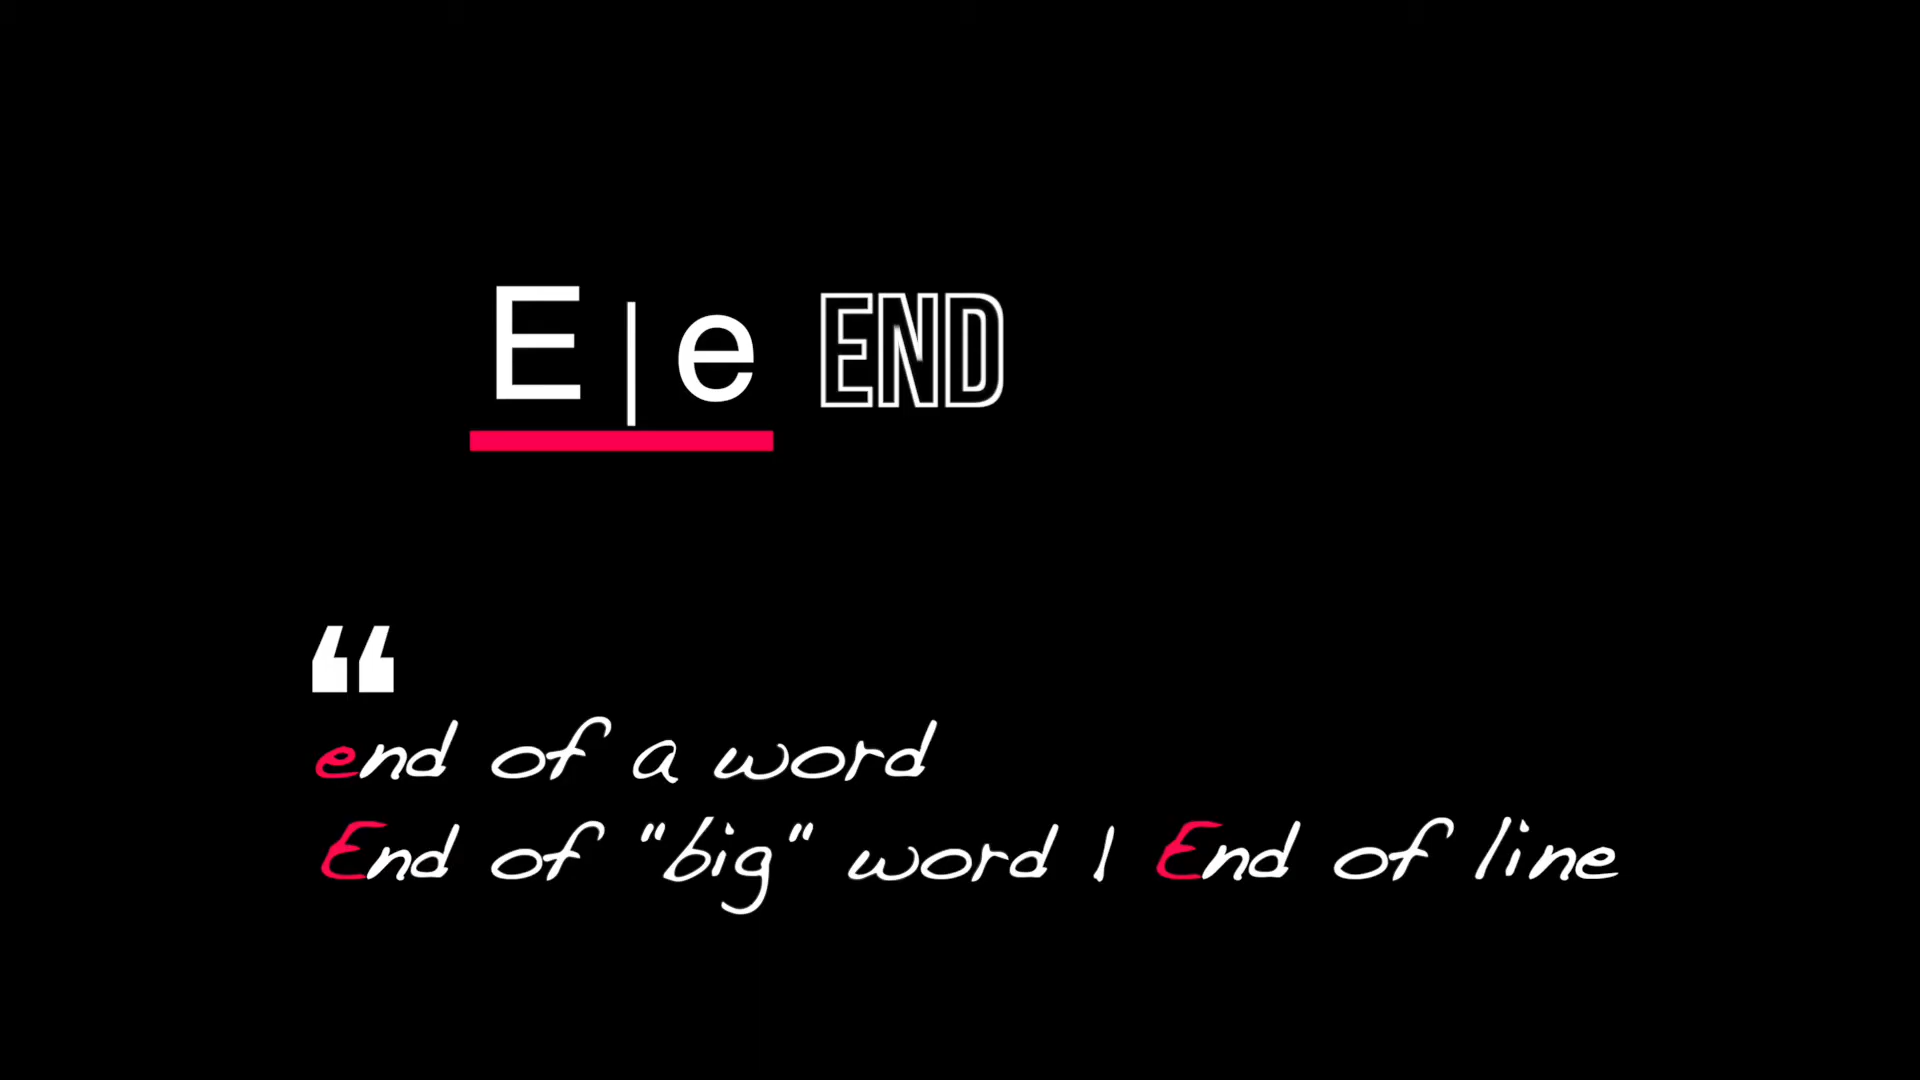 E | e END
“
end of a word
End of "big" word | End of line